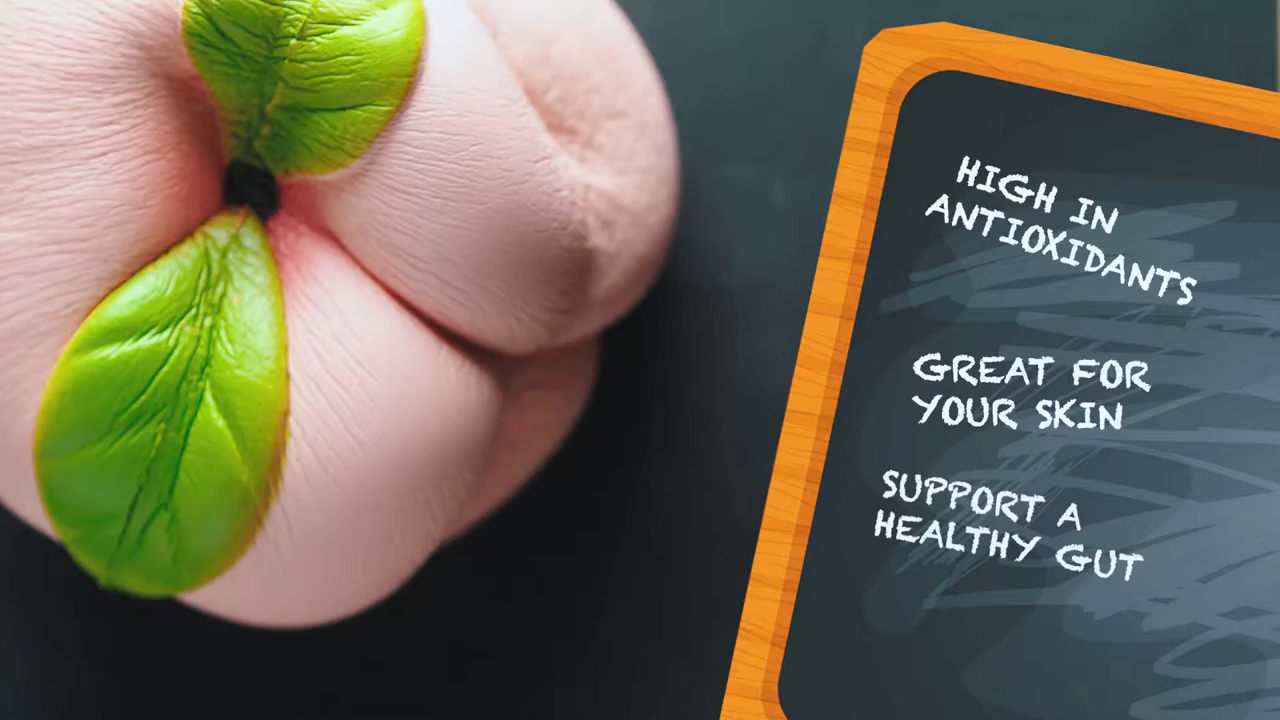 HIGH IN
ANTIOXIDANTS
GREAT FOR
YOUR SKIN
SUPPORT A
HEALTHY GUT